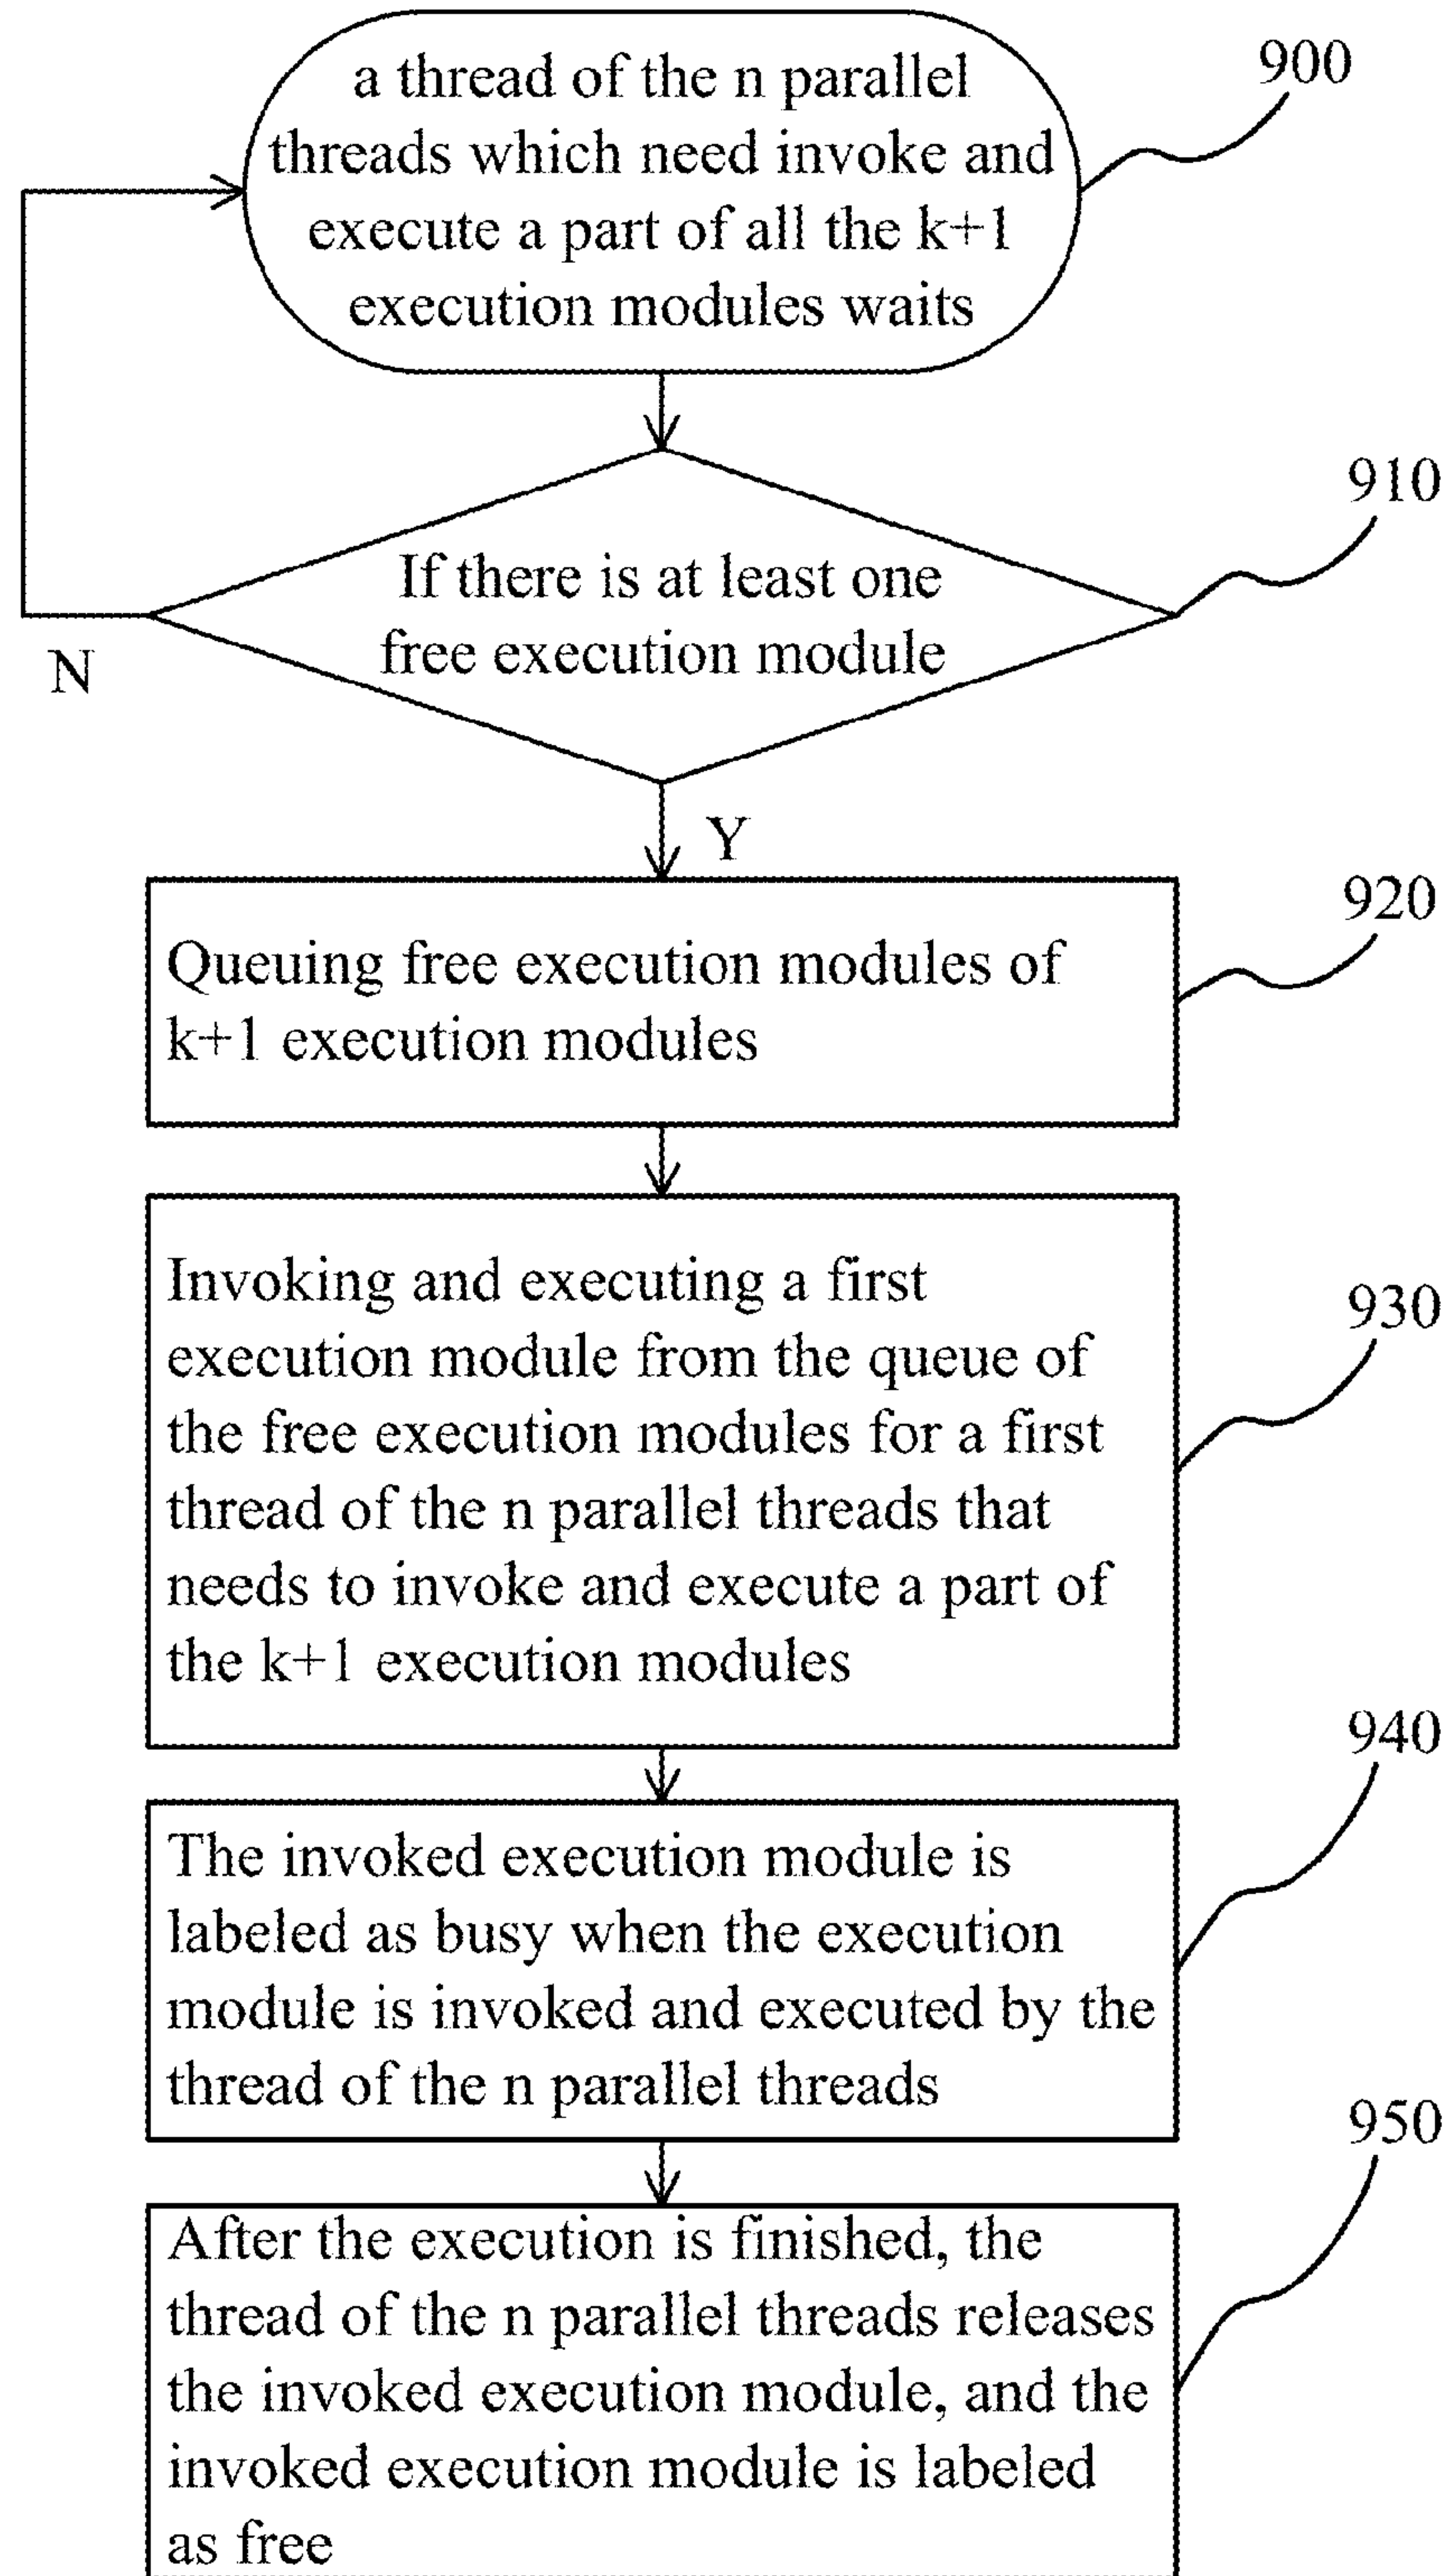 a thread of the n parallel
threads which need invoke and
execute a part of all the k+1
execution modules waits
900
If there is at least one
free execution module
910
N
Y
Queuing free execution modules of
k+1 execution modules
920
Invoking and executing a first
execution module from the queue of
the free execution modules for a first
thread of the n parallel threads that
needs to invoke and execute a part of
the k+1 execution modules
930
The invoked execution module is
labeled as busy when the execution
module is invoked and executed by the
thread of the n parallel threads
940
After the execution is finished, the
thread of the n parallel threads releases
the invoked execution module, and the
invoked execution module is labeled
as free
950